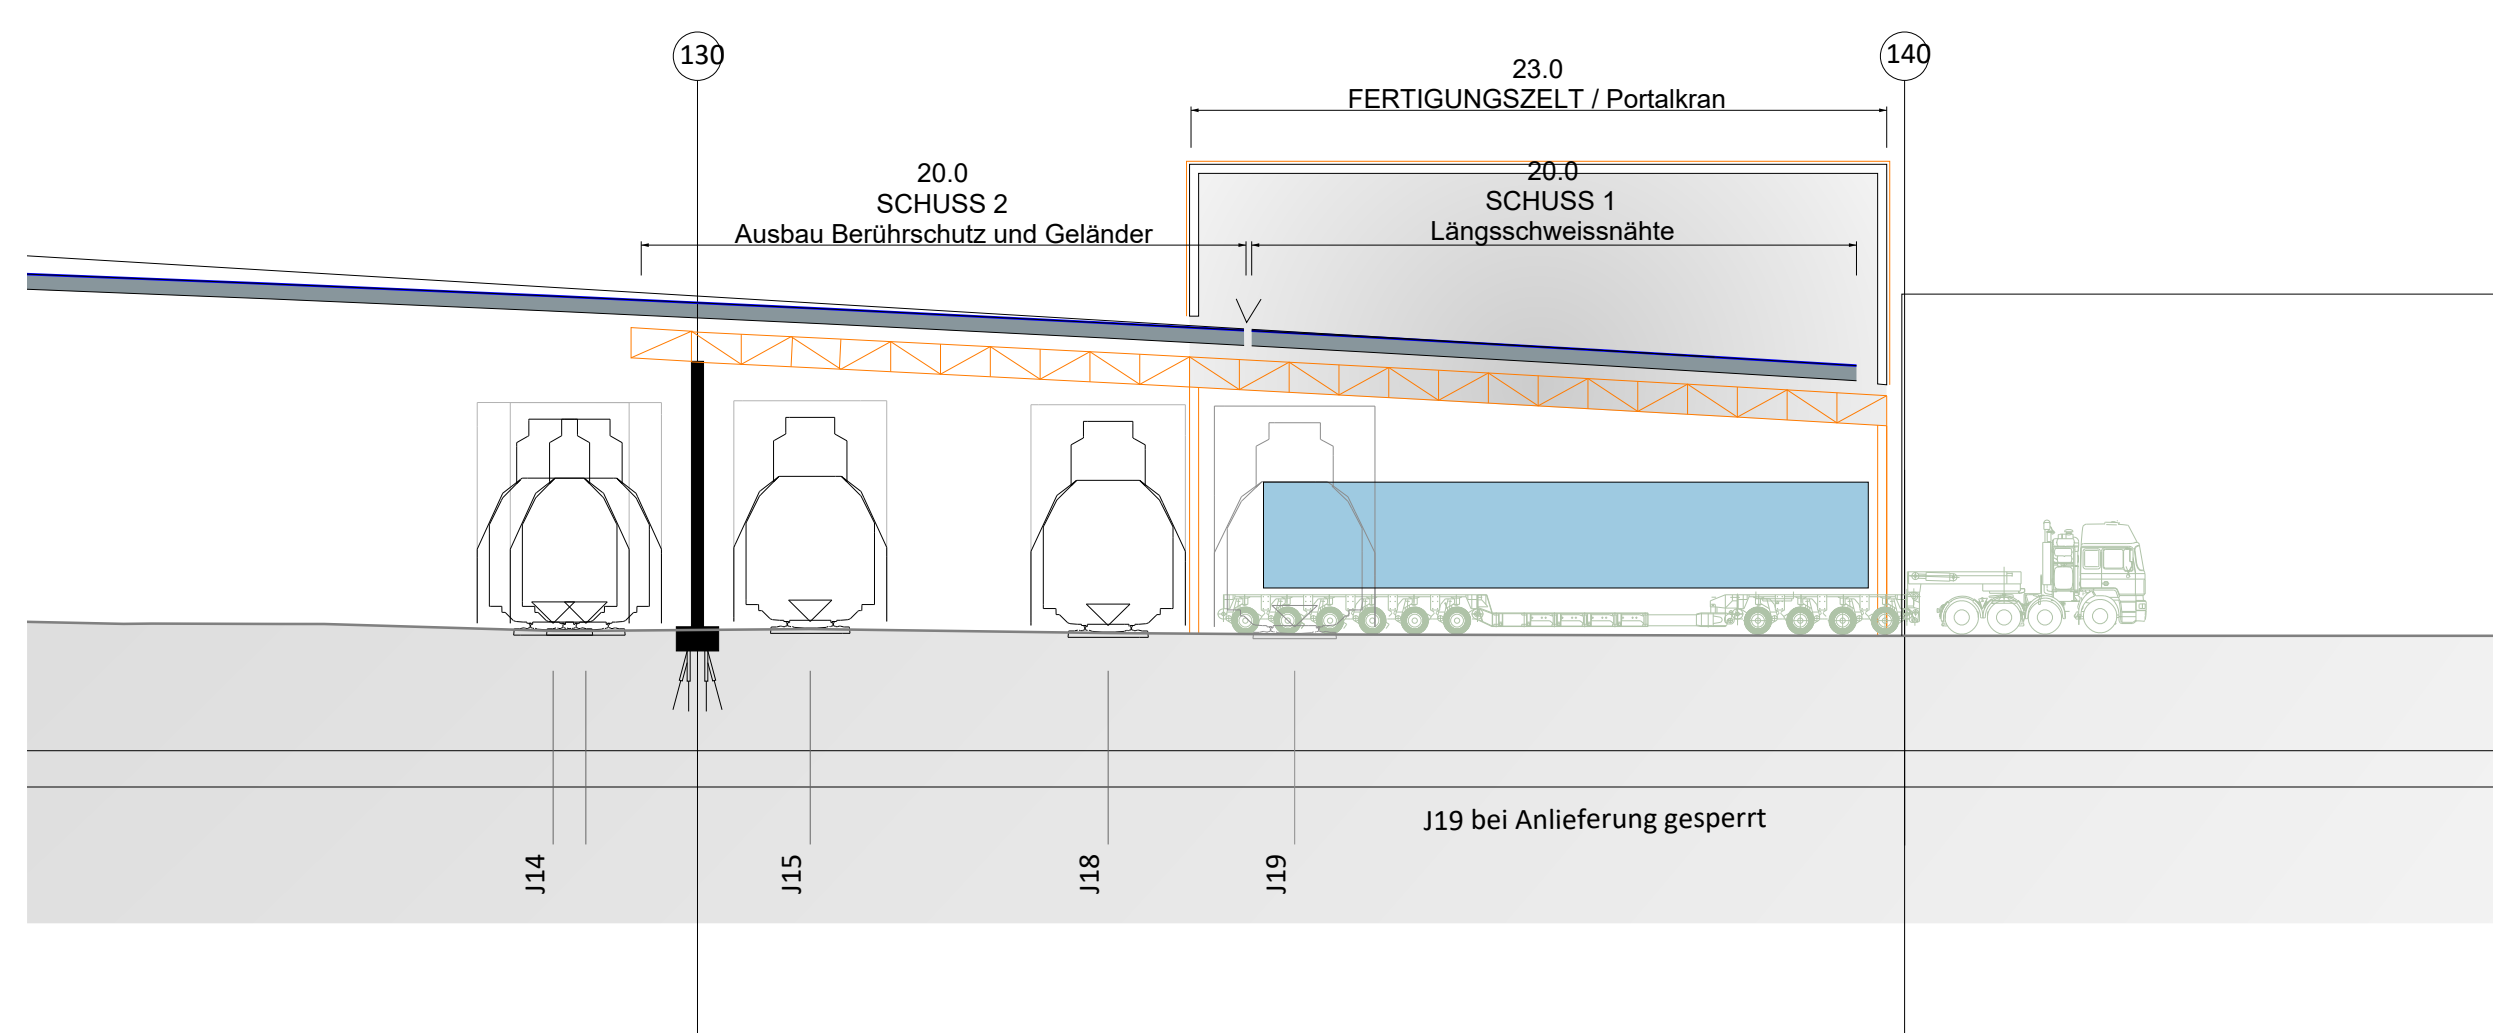 130
140
23.0
FERTIGUNGSZELT / Portalkran
20.0
SCHUSS 2
Ausbau Berührschutz und Geländer
20.0
SCHUSS 1
Längsschweissnähte
J19 bei Anlieferung gesperrt
J14
J15
J18
J19